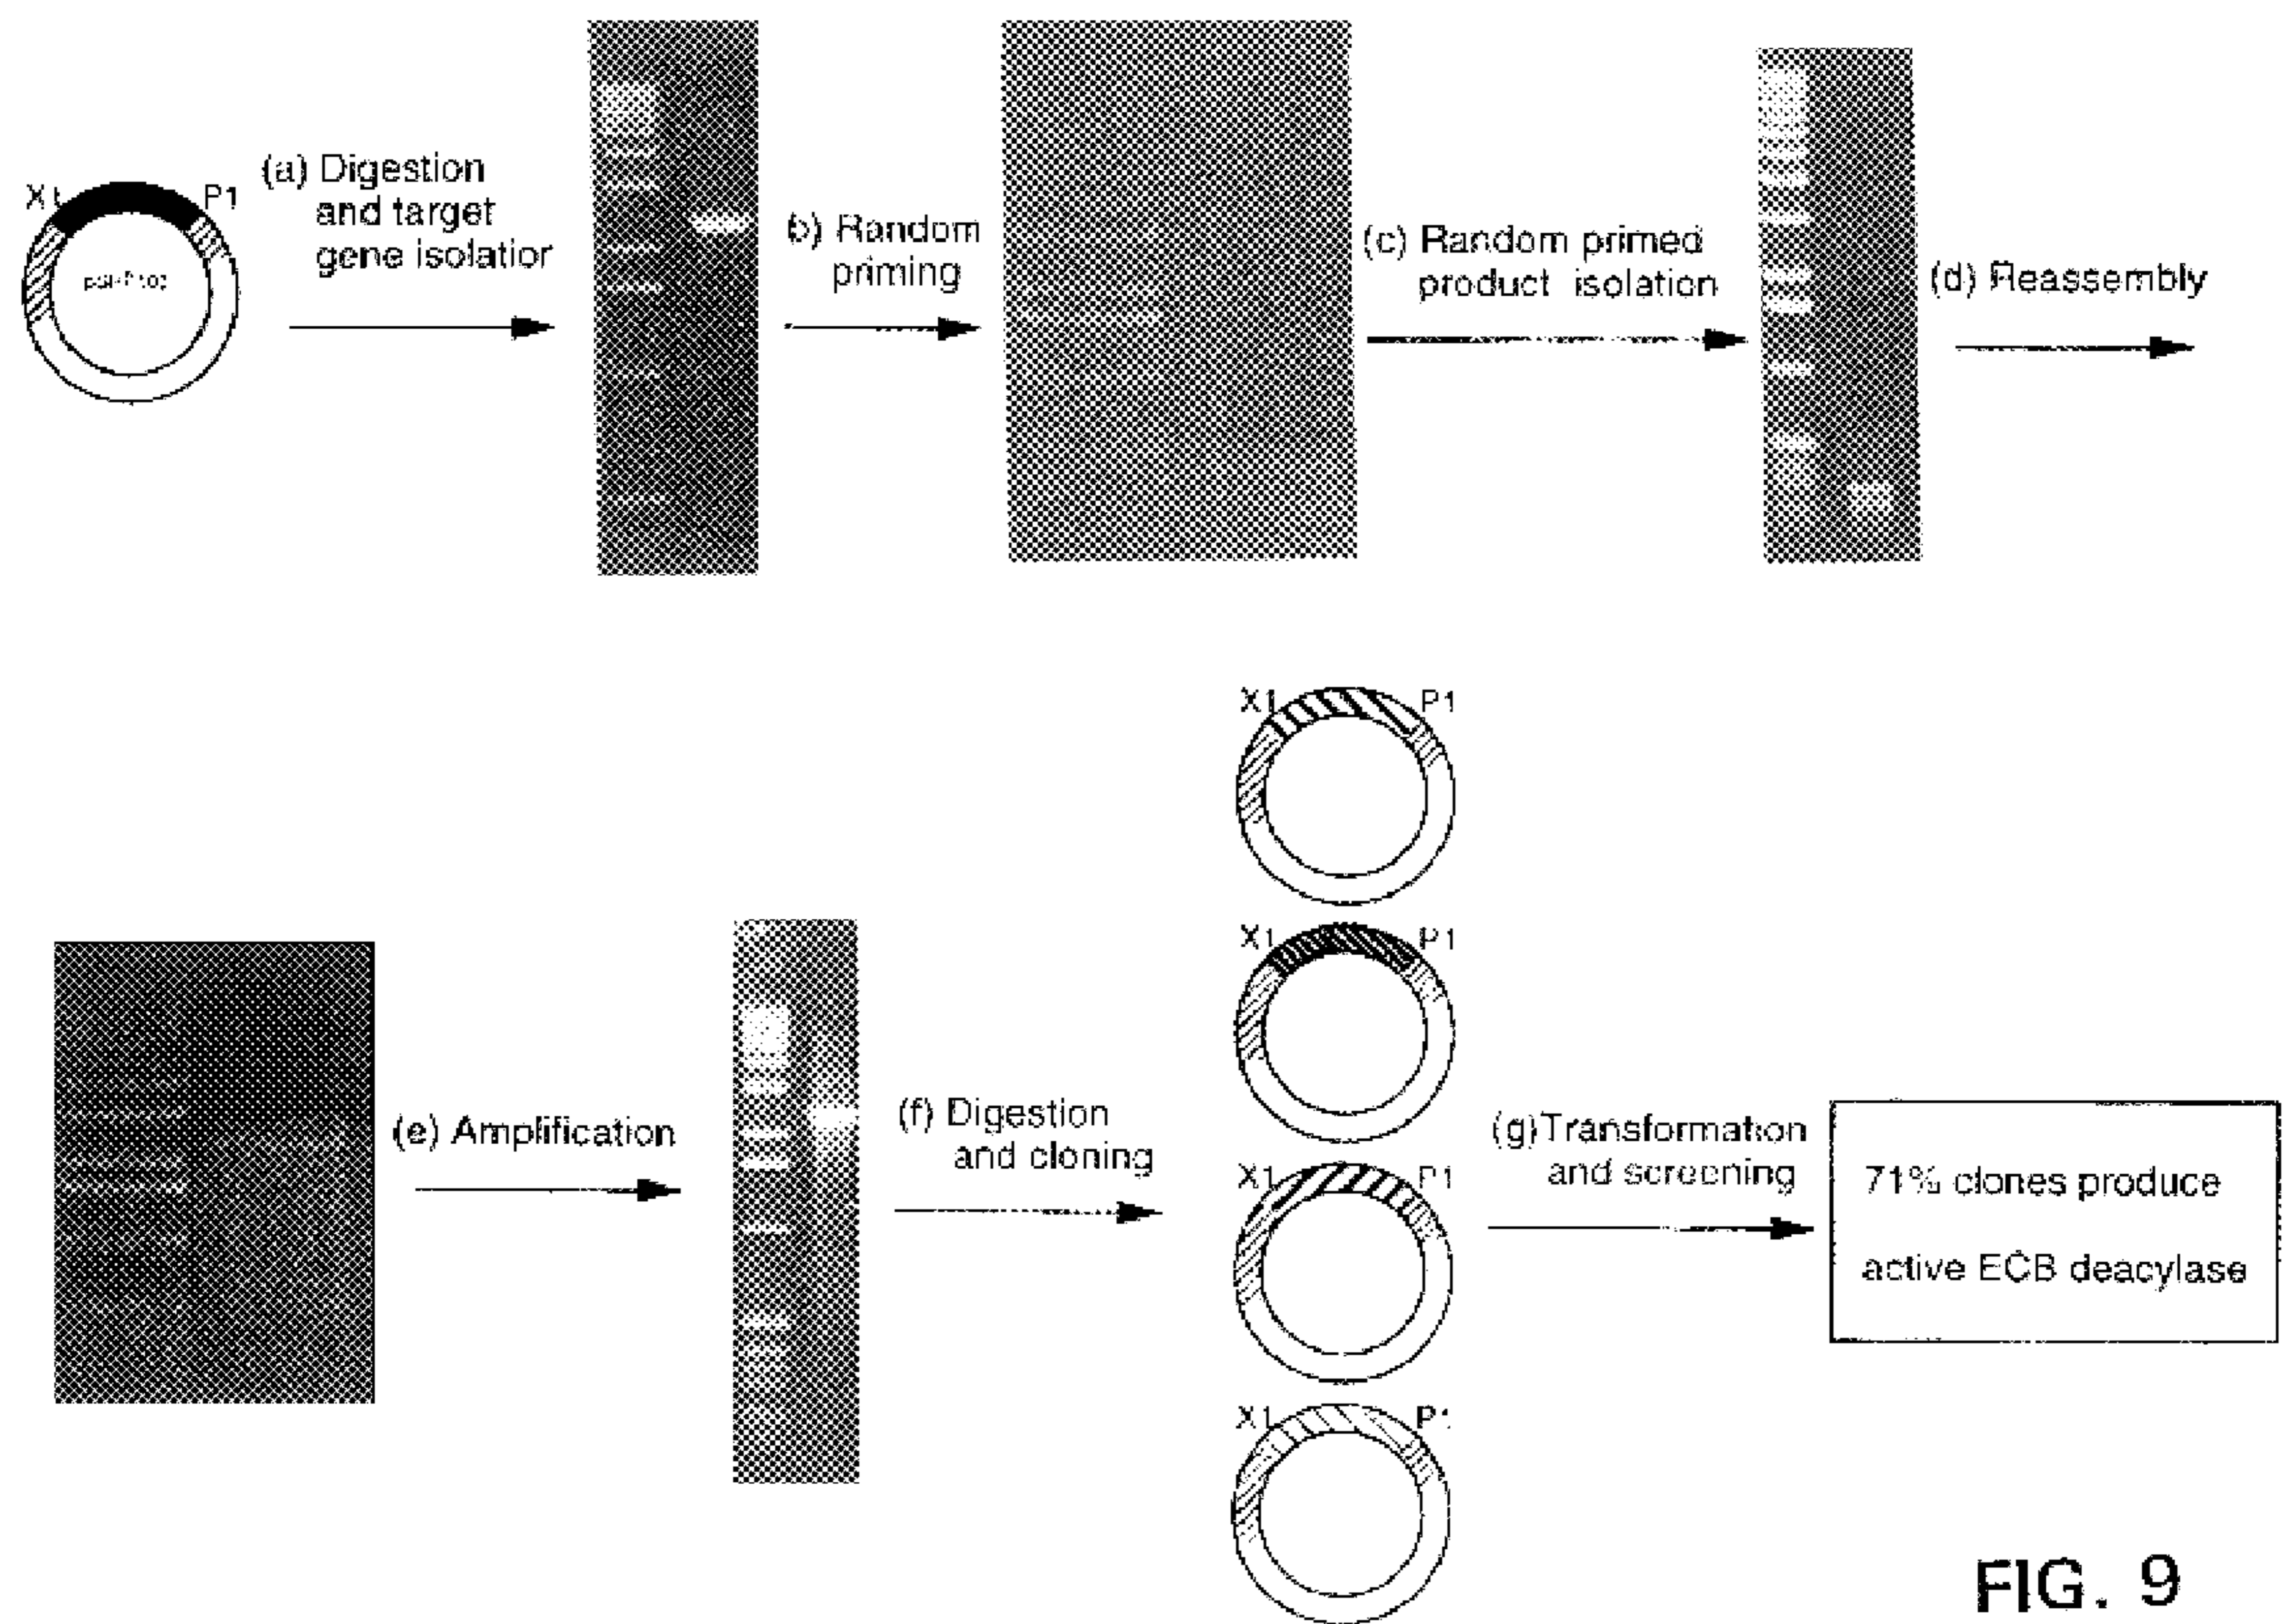 X1
P1
(a) Digestion
and target
gene isolation
b) Random
priming
(c) Random primed
product isolation
(d) Reassembly
(e) Amplification
(f) Digestion
and cloning
X1
P1
X1
P1
X1
P1
X1
P1
(g)Transformation
and screening
71% clones produce
active ECB deacylase
FIG. 9